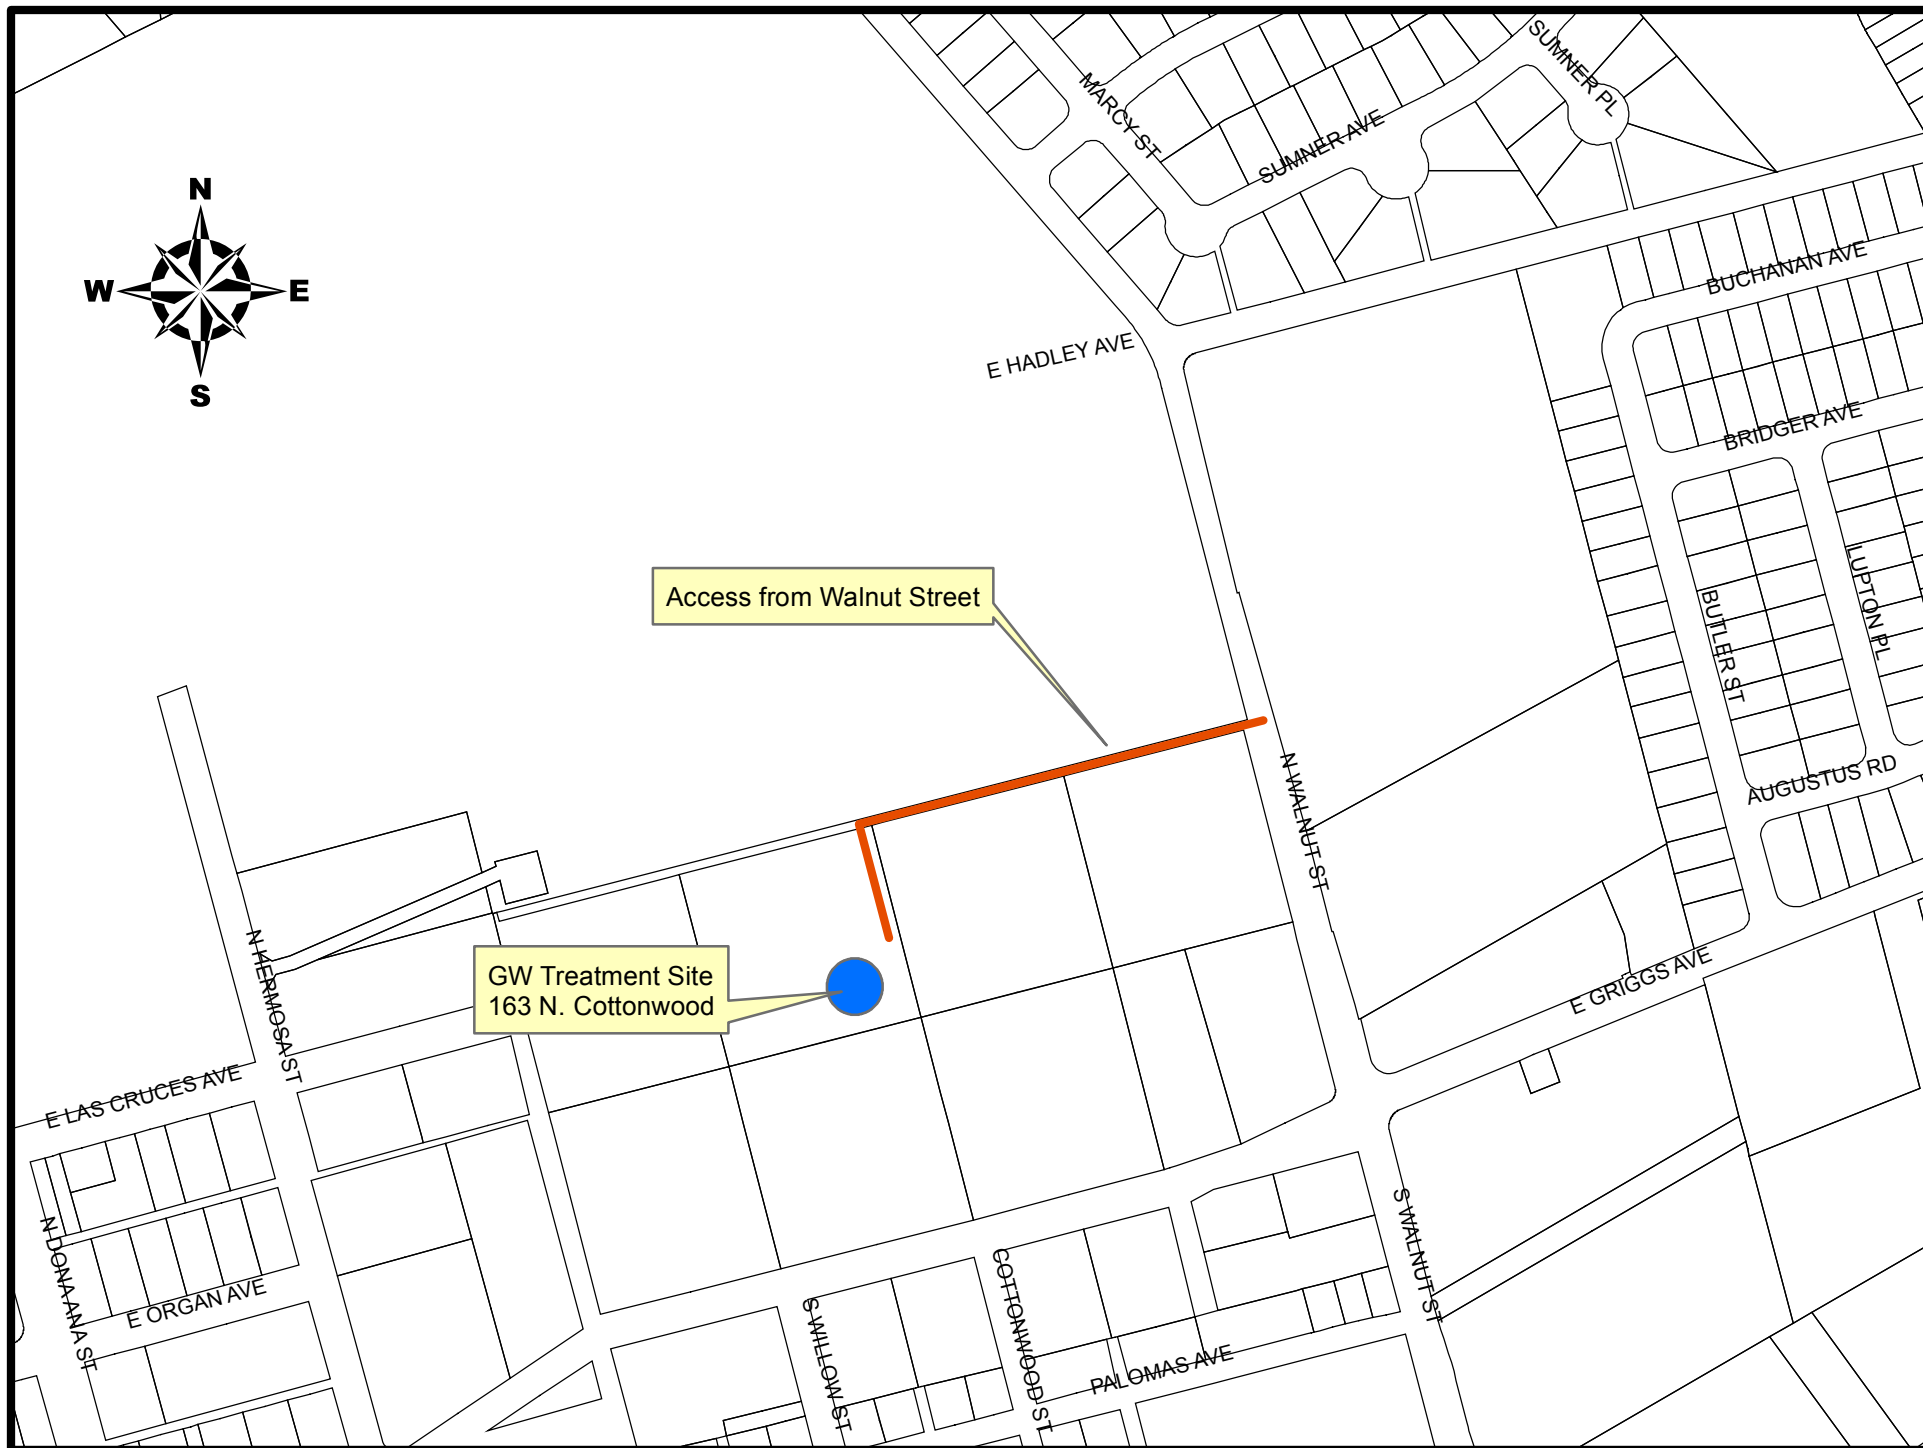 SUMNER PL
MARCY ST
SUMNER AVE
N
W
E
S
BUCHANAN AVE
E HADLEY AVE
BRIDGER AVE
Access from Walnut Street
LUPTON PL
BUTLER ST
N WALNUT ST
AUGUSTUS RD
N HERMOSA ST
GW Treatment Site
163 N. Cottonwood
E GRIGGS AVE
E LAS CRUCES AVE
N DONA ANA ST
E ORGAN AVE
S WILLOW ST
COTTONWOOD ST
S WALNUT ST
PALOMAS AVE